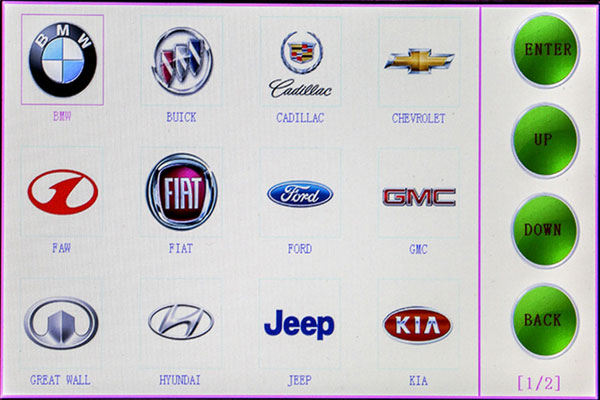 BMW
Cadillac
BMW
BUICK
CADILLAC
CHEVROLET
FIAT
Ford
GMC
FAW
FIAT
FORD
GMC
Jeep
KIA
GREAT WALL
HYUNDAI
JEEP
KIA
ENTER
UP
DOWN
BACK
[1/2]